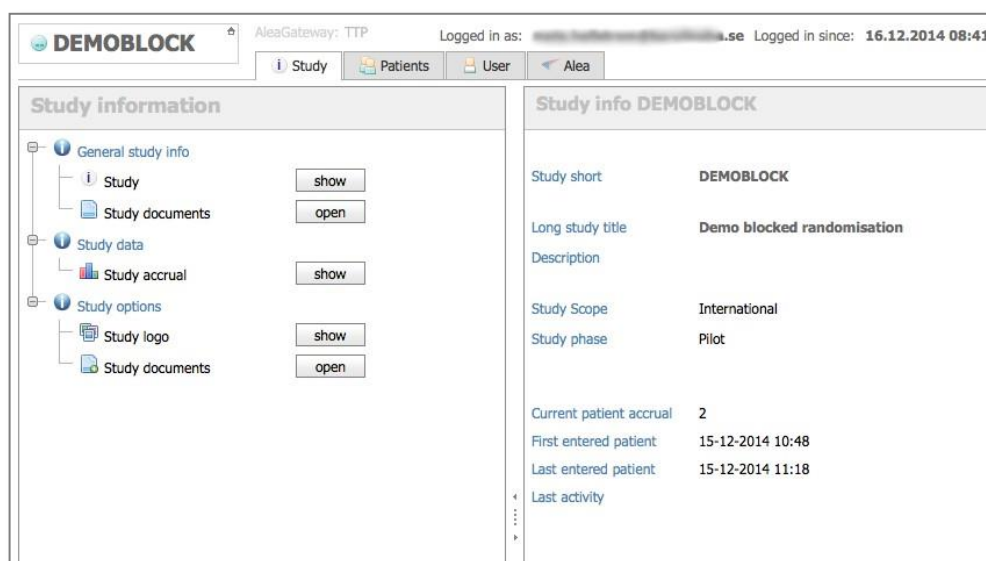 DEMOBLOCK
AleaGateway: TTP
Logged in as: .se Logged in since: 16.12.2014 08:41
Study Patients User Alea
Study information
General study info
Study show
Study documents open
Study data
Study accrual show
Study options
Study logo show
Study documents open
Study info DEMOBLOCK
Study short DEMOBLOCK
Long study title Demo blocked randomisation
Description
Study Scope International
Study phase Pilot
Current patient accrual 2
First entered patient 15-12-2014 10:48
Last entered patient 15-12-2014 11:18
Last activity